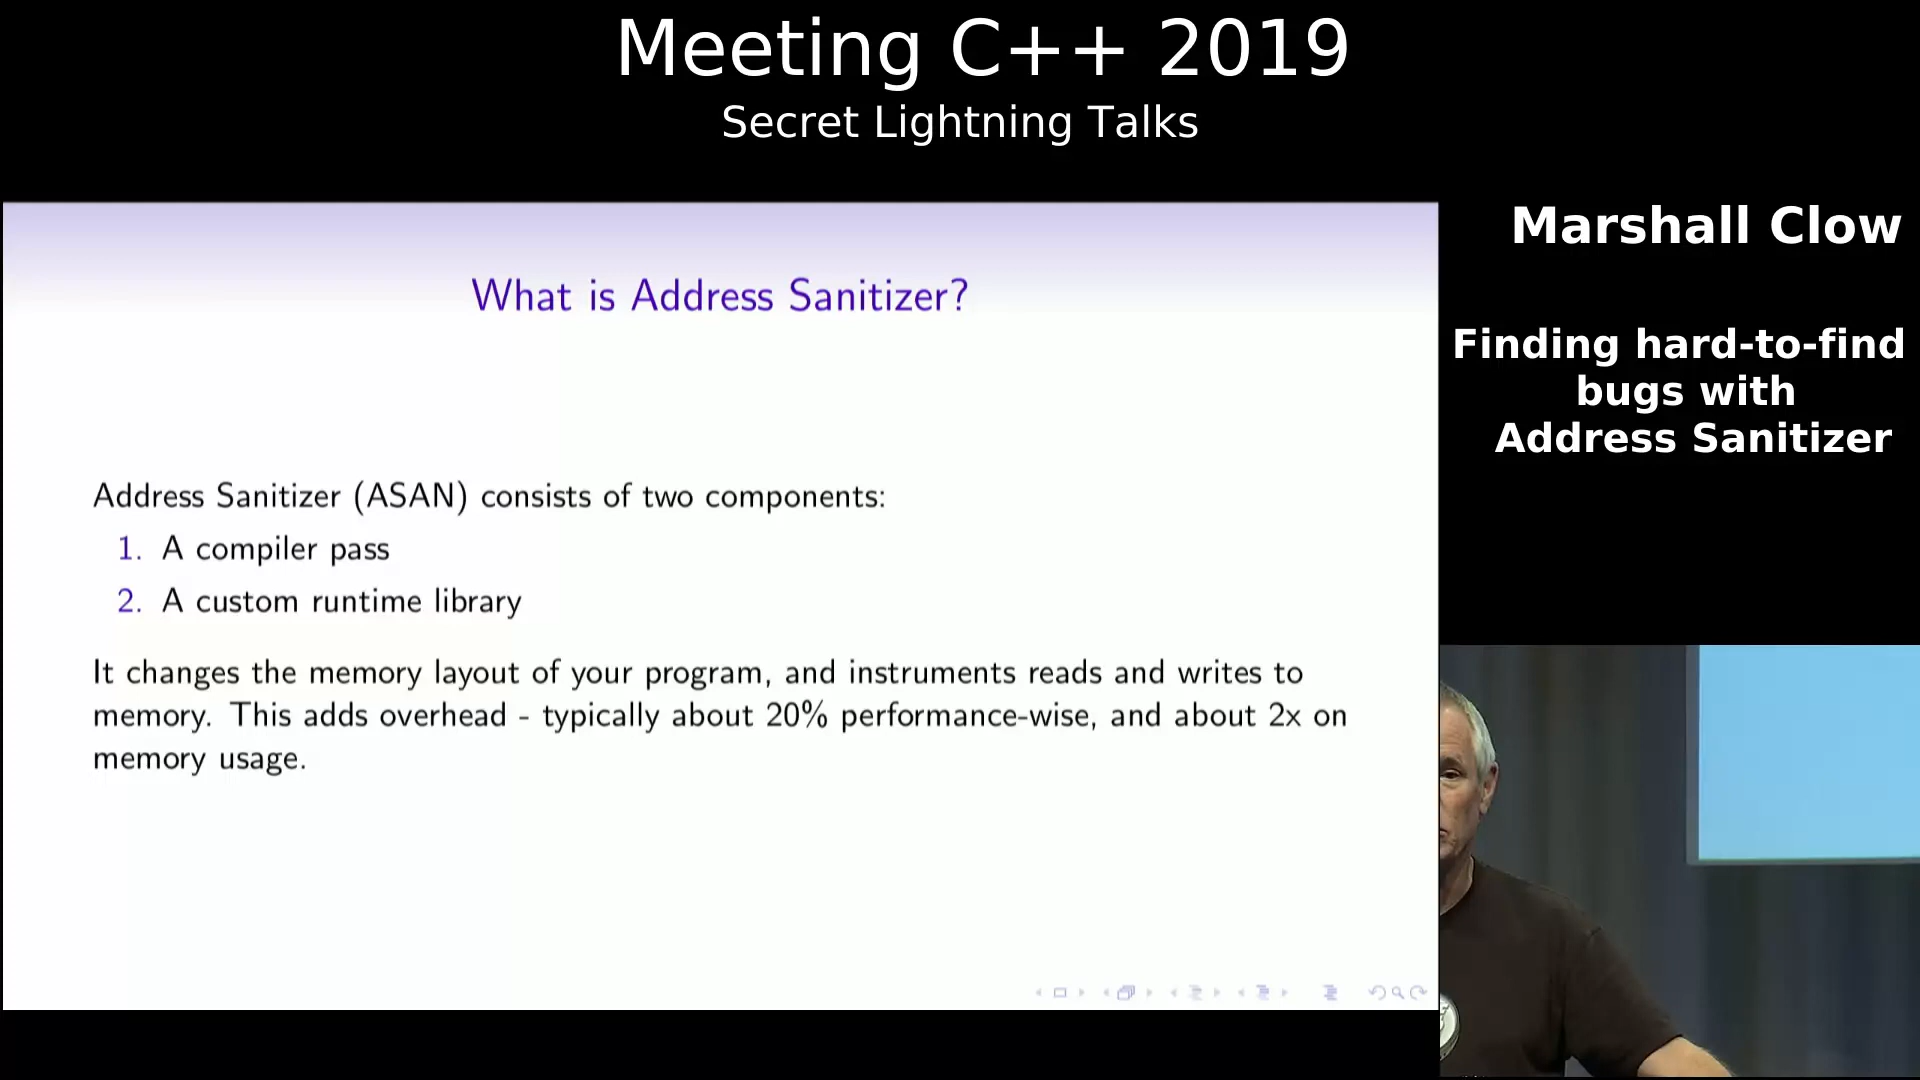 Meeting C++ 2019
Secret Lightning Talks
Marshall Clow
Finding hard-to-find
bugs with
Address Sanitizer
What is Address Sanitizer?
Address Sanitizer (ASAN) consists of two components:
1. A compiler pass
2. A custom runtime library
It changes the memory layout of your program, and instruments reads and writes to
memory. This adds overhead - typically about 20% performance-wise, and about 2x on
memory usage.